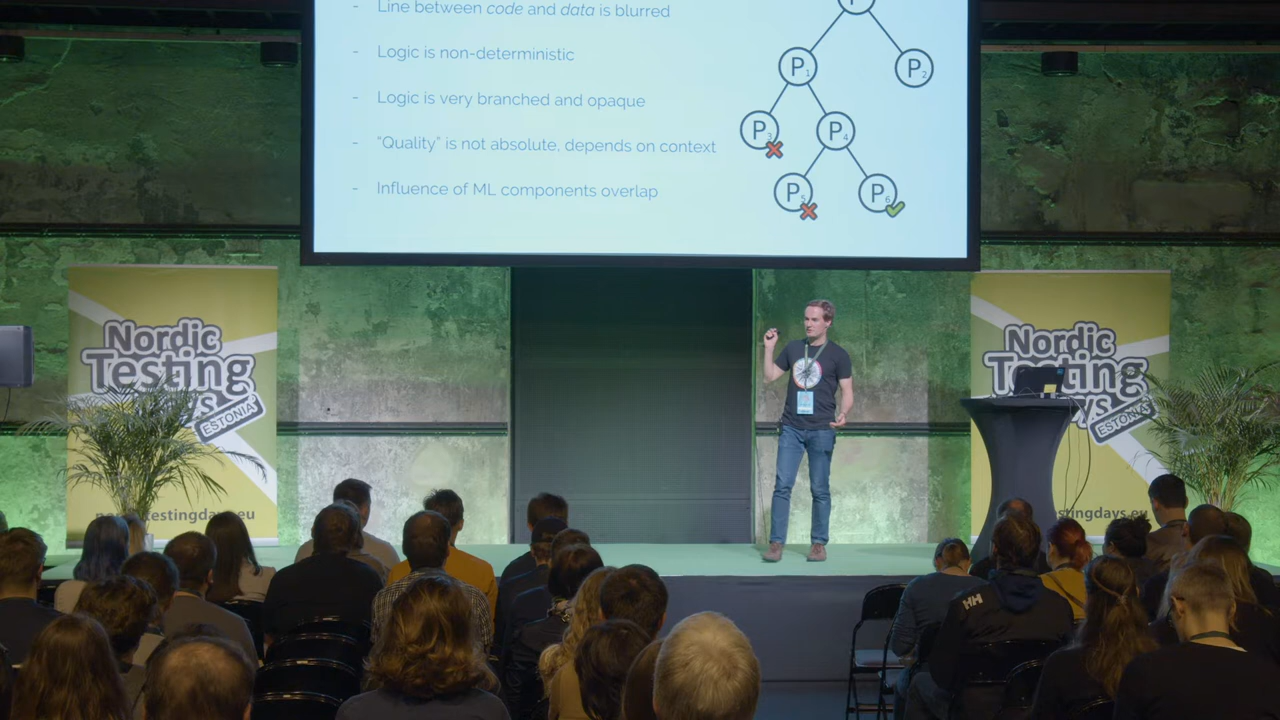 - Line between code and data is blurred
- Logic is non-deterministic
- Logic is very branched and opaque
- "Quality" is not absolute, depends on context
- Influence of ML components overlap
P1
P2
P3
P4
P5
P6
Nordic
Testing
ESTONIA
testingdays.eu
Nordic
Testing
ESTONIA
stingdays.eu
HH